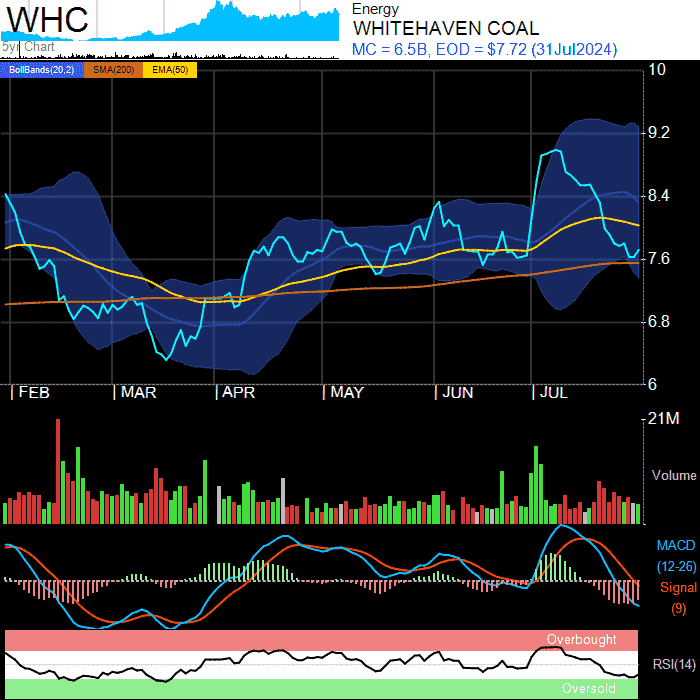 WHC
5yr Chart
Energy
WHITEHAVEN COAL
MC = 6.5B, EOD = $7.72 (31Jul2024)
BollBands(20,2) SMA(200) EMA(50)
10
9.2
8.4
7.6
6.8
6
FEB MAR APR MAY JUN JUL
21M
Volume
MACD
(12-26)
Signal
(9)
Overbought
RSI(14)
Oversold